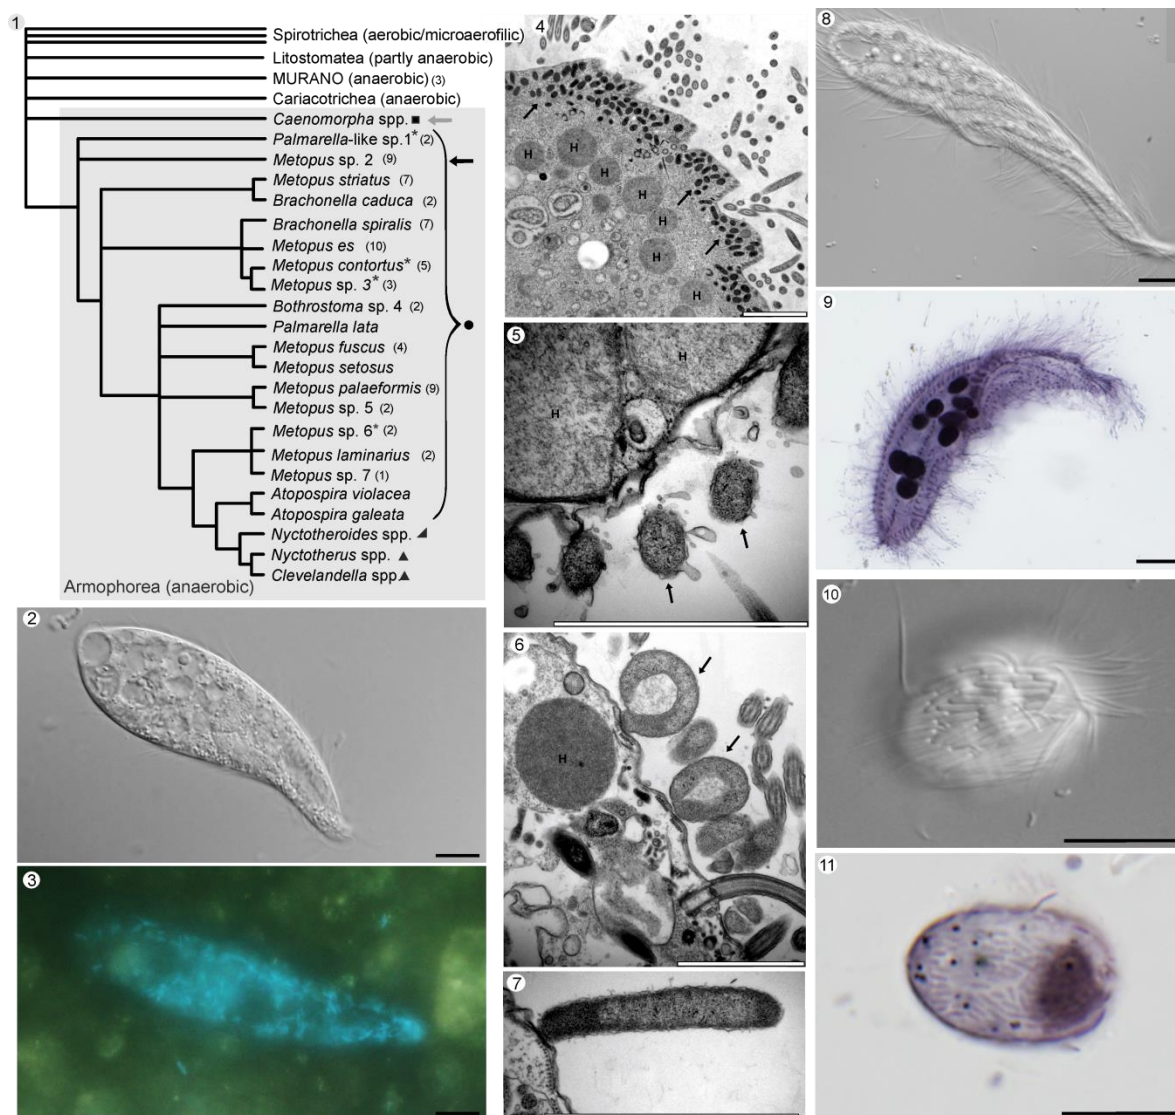 1
Spirotrichea (aerobic/microaerofilic)
Litostomatea (partly anaerobic)
MURANO (anaerobic) (3)
Cariacotrichea (anaerobic)
Caenomorpha spp. ■
Palmarella-like sp.1* (2)
Metopus sp. 2 (9)
Metopus striatus (7)
Brachonella caduca (2)
Brachonella spiralis (7)
Metopus es (10)
Metopus contortus* (5)
Metopus sp. 3* (3)
Bothrostoma sp. 4 (2)
Palmarella lata
Metopus fuscus (4)
Metopus setosus
Metopus palaeformis (9)
Metopus sp. 5 (2)
Metopus sp. 6* (2)
Metopus laminarius (2)
Metopus sp. 7 (1)
Atopospira violacea
Atopospira galeata
Nyctotheroides spp.
Nyctotherus spp. ▲
Clevelandella spp ▲
Armophorea (anaerobic)
2
3
4
H
H
H
H
H
H
H
5
H
H
6
H
7
8
9
10
11